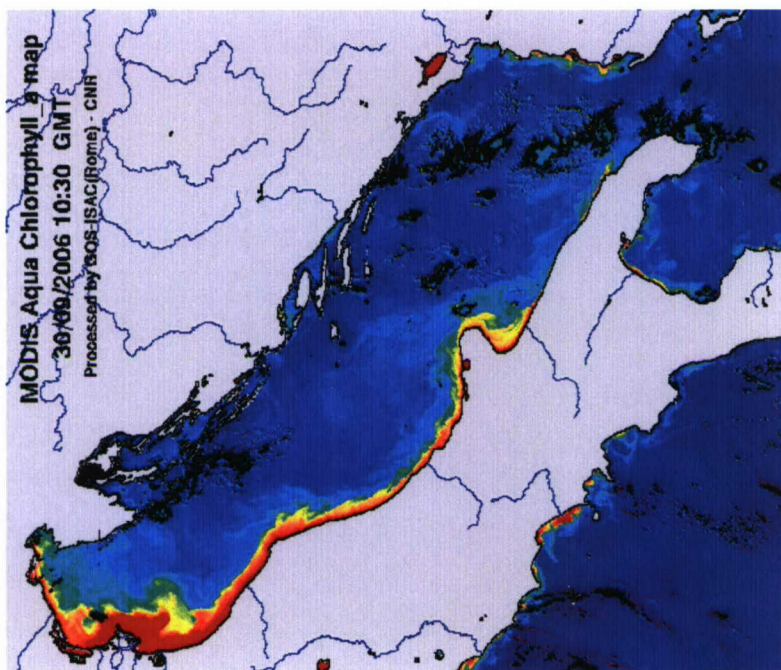 MODIS Aqua Chlorophyll_a map
30/09/2006 10:30 GMT
Processed by GOS-ISAC(Rome) - CNR